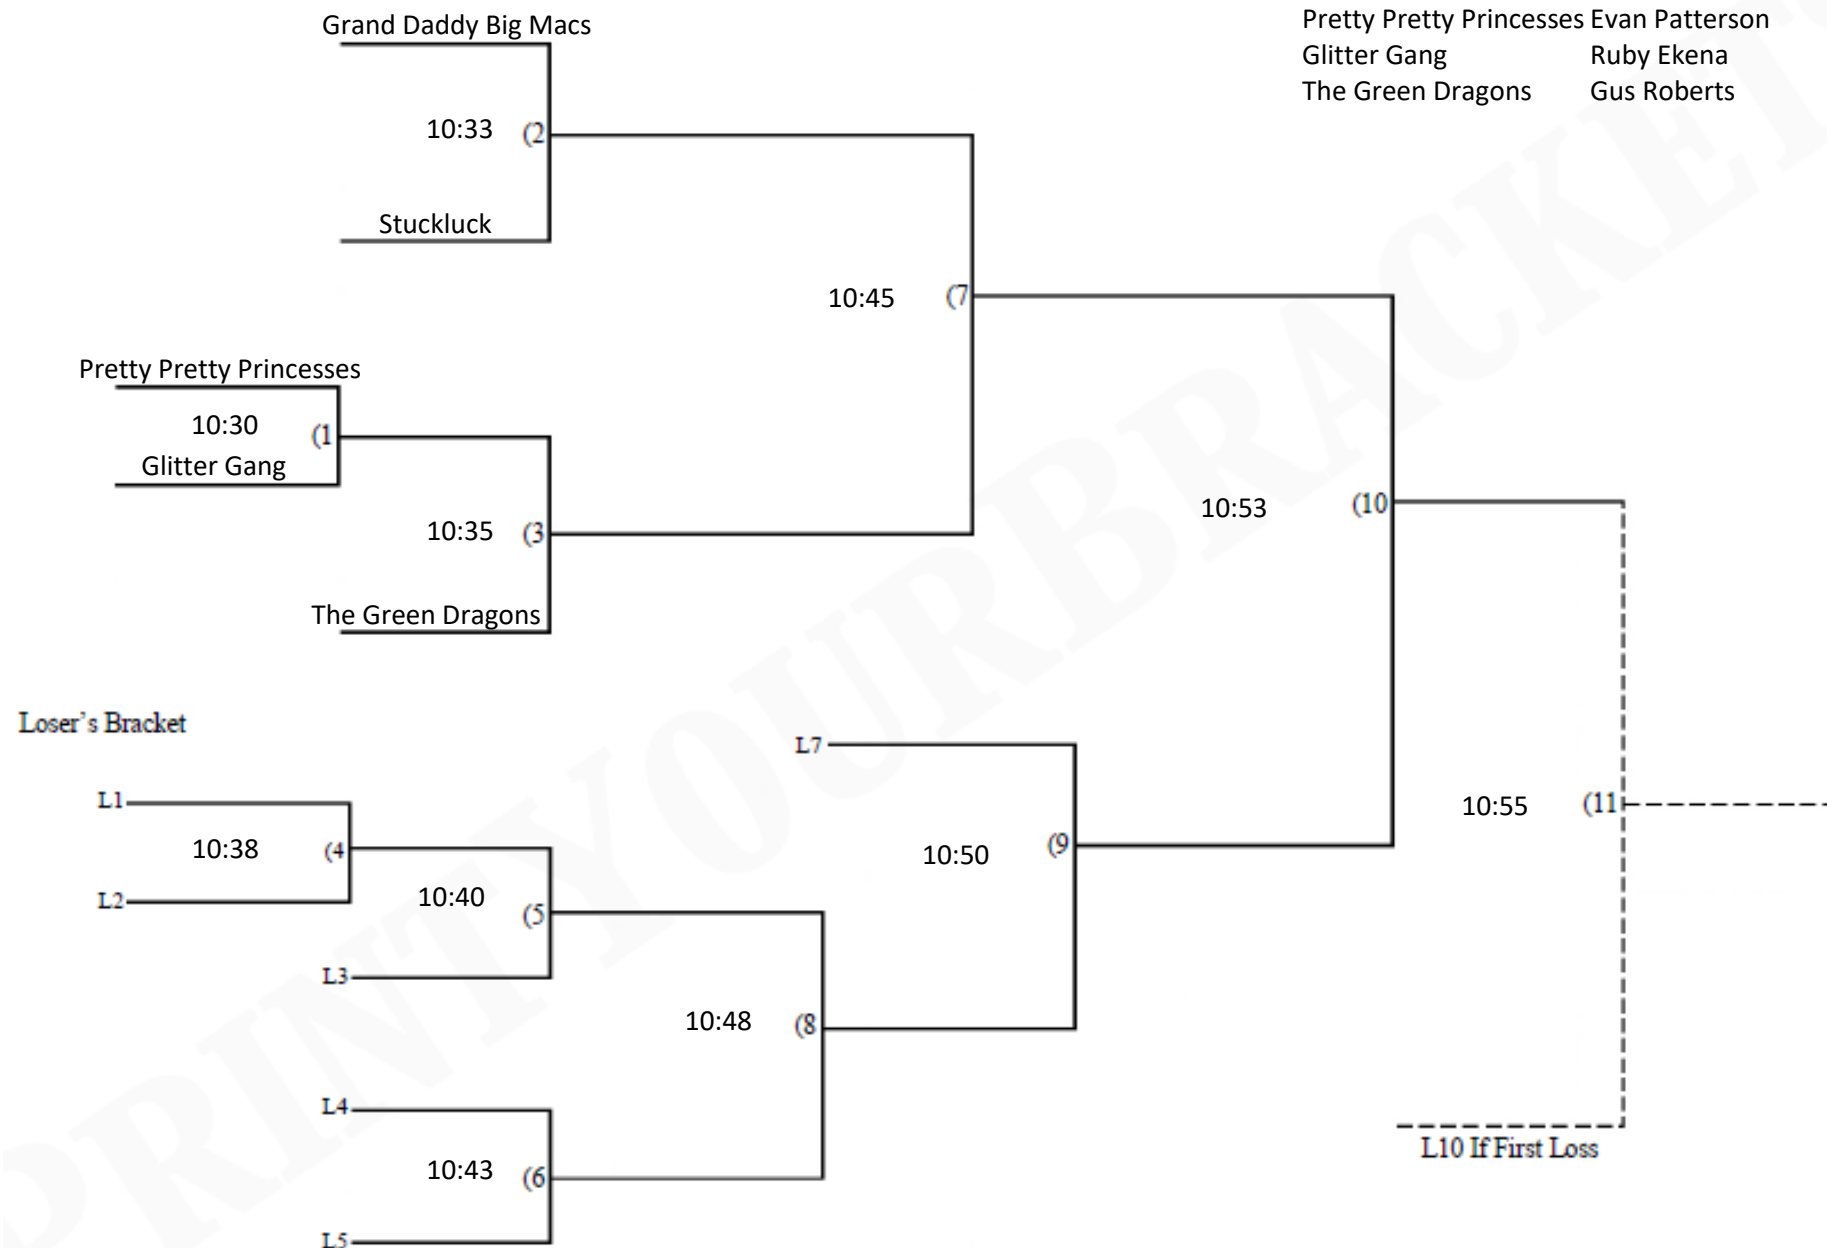 Grand Daddy Big Macs
Pretty Pretty Princesses Evan Patterson
Glitter Gang Ruby Ekena
The Green Dragons Gus Roberts
10:33 (2
Stuckluck
10:45 (7
Pretty Pretty Princesses
10:30 (1
Glitter Gang
10:53 (10
10:35 (3
The Green Dragons
Loser's Bracket
L7
L1
10:55 (11
10:38 (4
10:50 (9
L2
10:40 (5
L3
10:48 (8
L4
L10 If First Loss
10:43 (6
L5
PRINTYOURBRACKETS